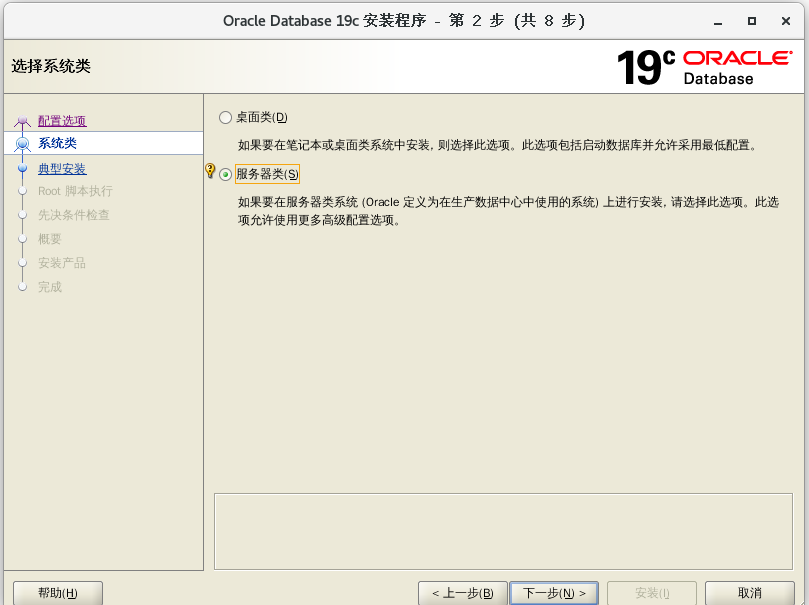 Oracle Database 19c 安装程序 - 第 2 步 (共 8 步)
选择系统类
19c ORACLE®
Database
配置选项
系统类
典型安装
Root 脚本执行
先决条件检查
概要
安装产品
完成
桌面类(D)
如果要在笔记本或桌面类系统中安装, 则选择此选项。此选项包括启动数据库并允许采用最低配置。
服务器类(S)
如果要在服务器类系统 (Oracle 定义为在生产数据中心中使用的系统) 上进行安装, 请选择此选项。此选
项允许使用更多高级配置选项。
帮助(H)
< 上一步(B)
下一步(N) >
安装(I)
取消